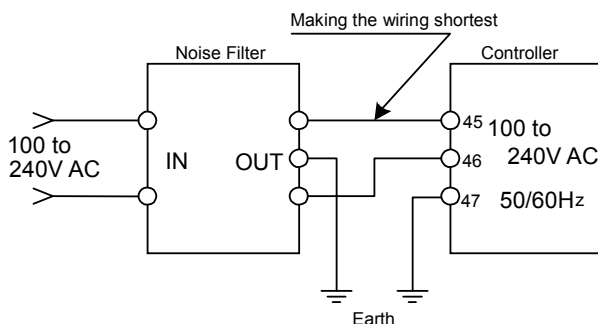 Making the wiring shortest
Noise Filter
Controller
100 to
240V AC
IN
OUT
45
46
47
100 to
240V AC
50/60Hz
Earth